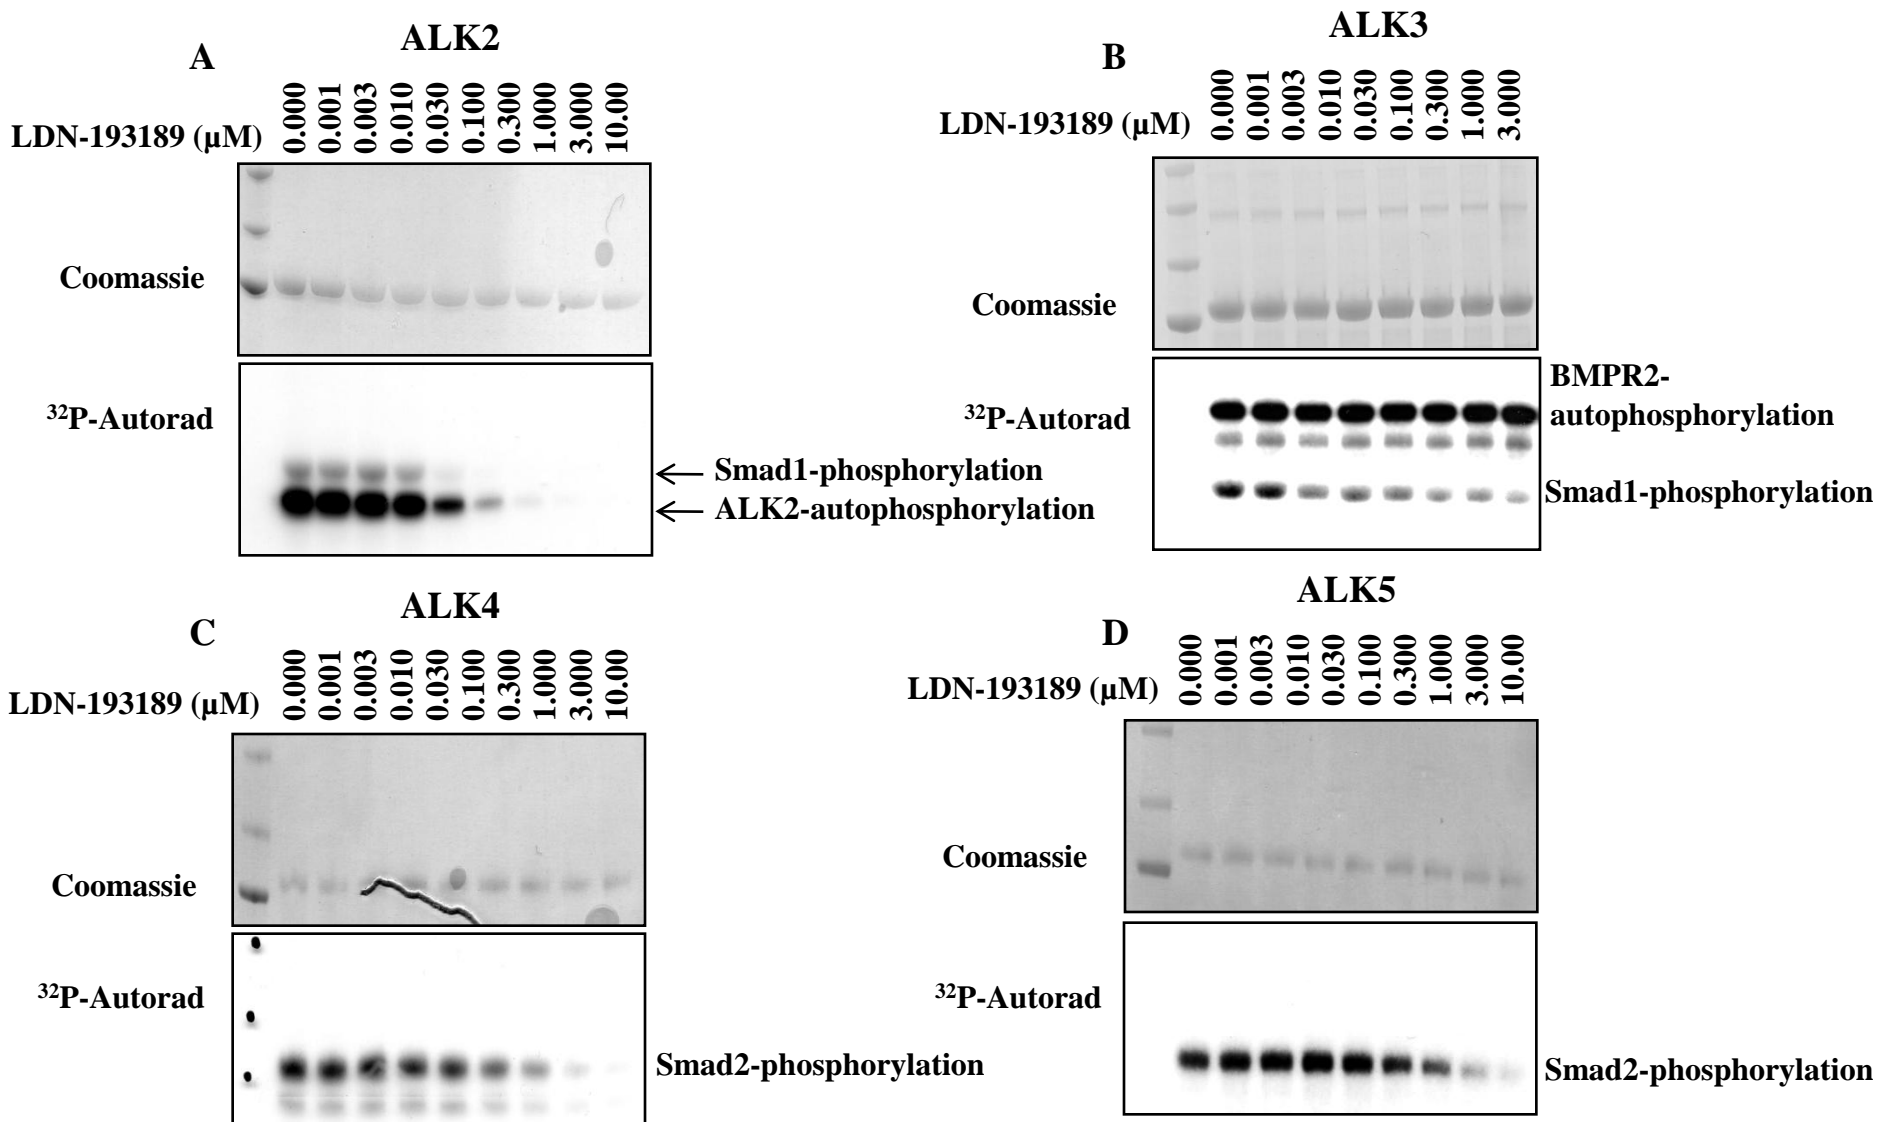 A
ALK2
LDN-193189 (µM)
0.000
0.001
0.003
0.010
0.030
0.100
0.300
1.000
3.000
10.00
Coomassie
32P-Autorad
Smad1-phosphorylation
ALK2-autophosphorylation
B
ALK3
LDN-193189 (µM)
0.000
0.001
0.003
0.010
0.030
0.100
0.300
1.000
3.000
Coomassie
32P-Autorad
BMPR2-
autophosphorylation
Smad1-phosphorylation
C
ALK4
LDN-193189 (µM)
0.000
0.001
0.003
0.010
0.030
0.100
0.300
1.000
3.000
10.00
Coomassie
32P-Autorad
Smad2-phosphorylation
D
ALK5
LDN-193189 (µM)
0.000
0.001
0.003
0.010
0.030
0.100
0.300
1.000
3.000
10.00
Coomassie
32P-Autorad
Smad2-phosphorylation